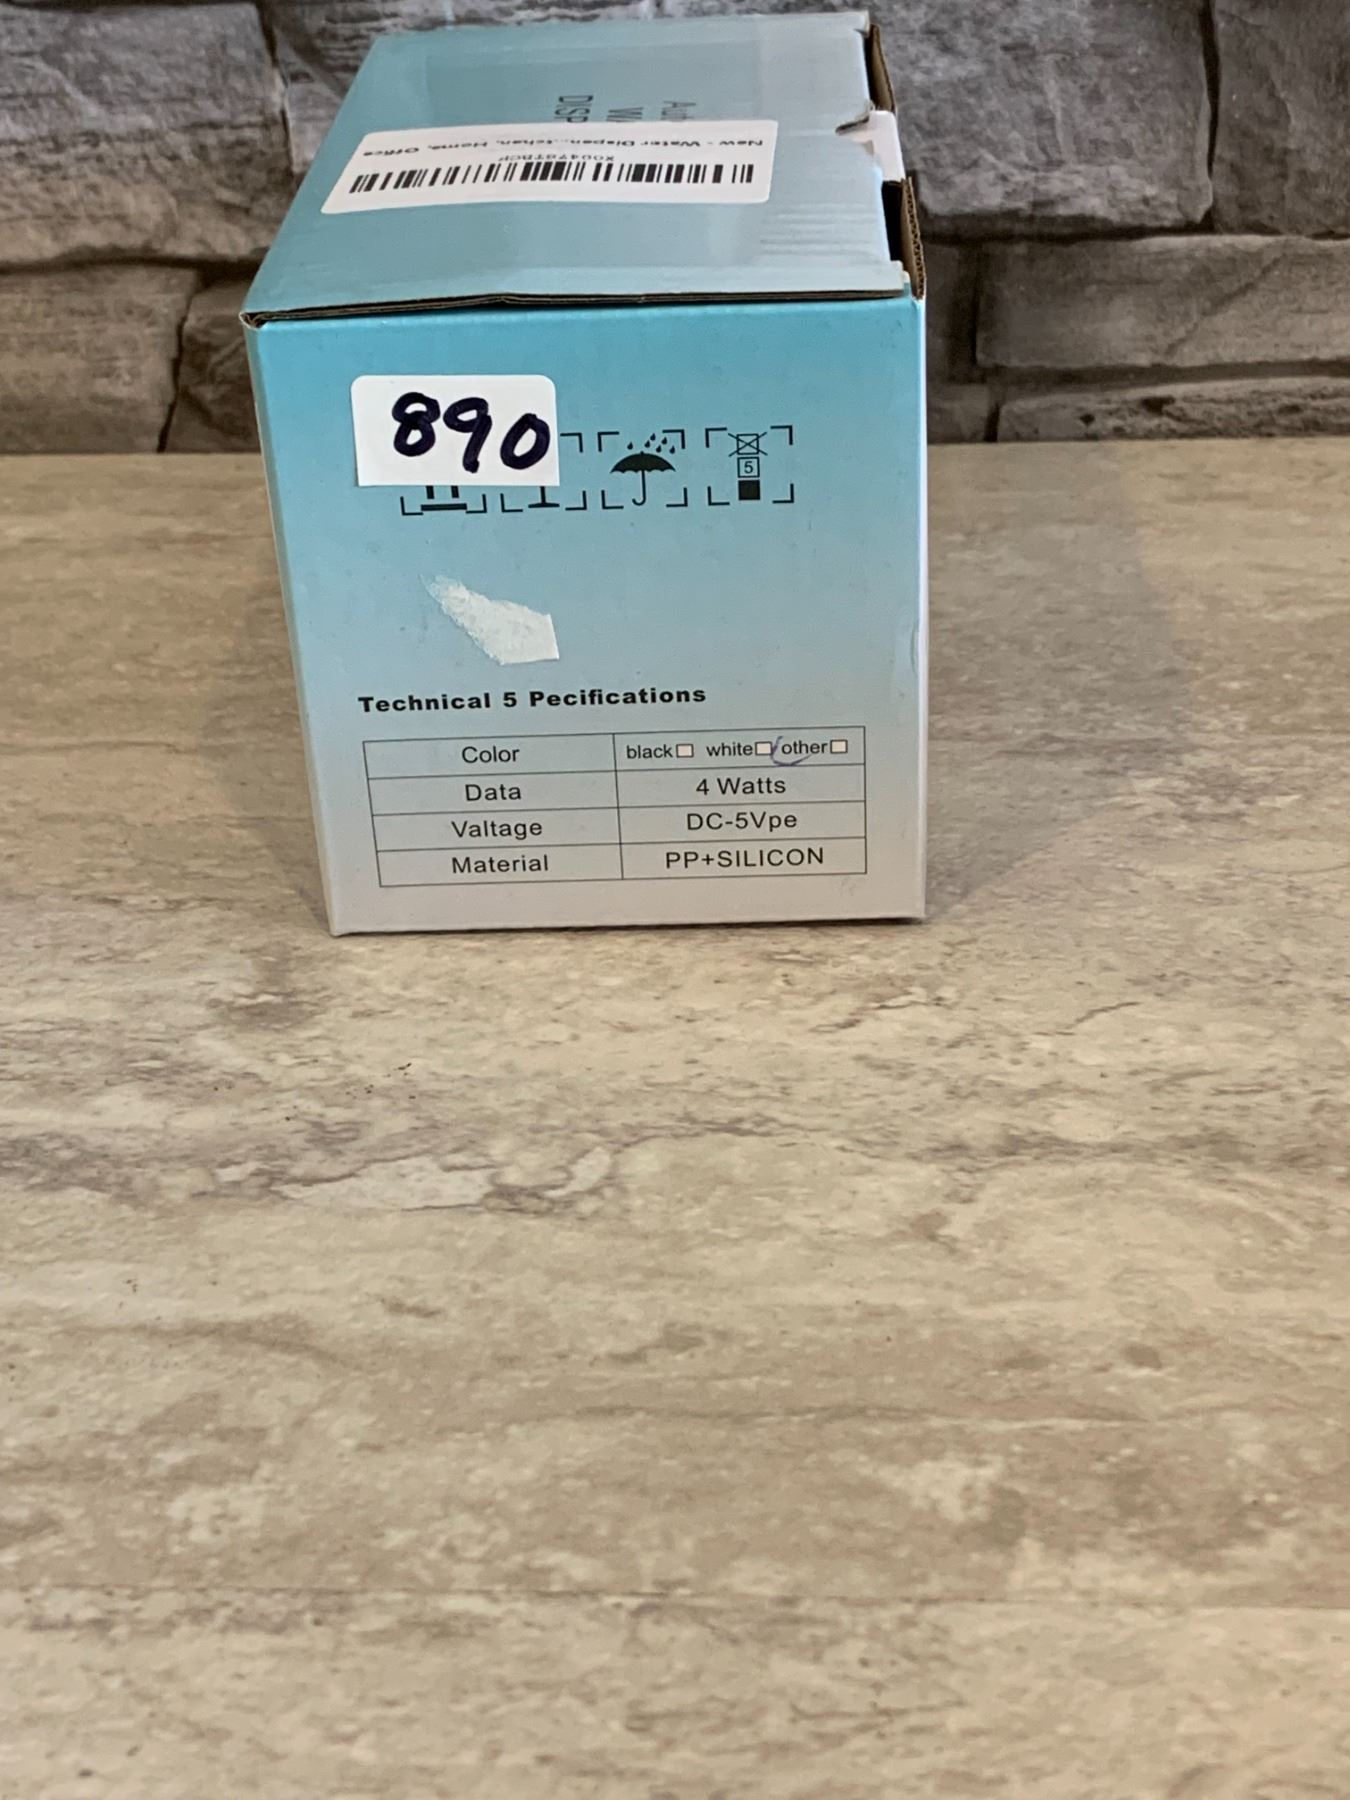 DISP
New - Water Dispen...tchen, Home, Office
890
5
Technical 5 Pecifications
Color black white other
Data 4 Watts
Valtage DC-5Vpe
Material PP+SILICON